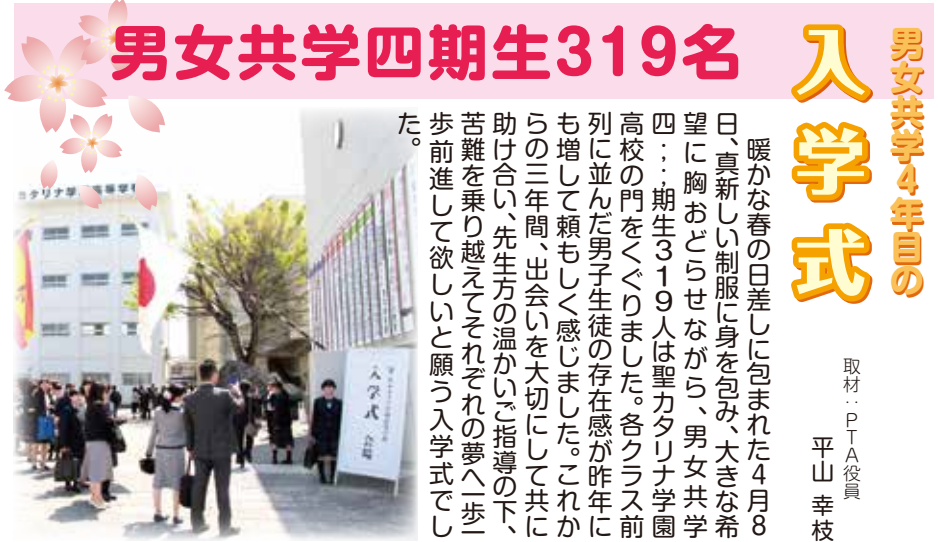 男女共学四期生319名
男女共学4年目の
入学式
取材：PTA役員
平山 幸枝
暖かな春の日差しに包まれた4月8
日、真新しい制服に身を包み、大きな希
望に胸おどらせながら、男女共学
四；；期生319人は聖カタリナ学園
高校の門をくぐりました。各クラス前
列に並んだ男子生徒の存在感が昨年に
も増して頼もしく感じました。これか
らの三年間、出会いを大切にして共に
助け合い、先生方の温かいご指導の下、
苦難を乗り越えてそれぞれの夢へ一歩一
歩前進して欲しいと願う入学式でし
た。
カタリナ学
高等学校
入学式
会場